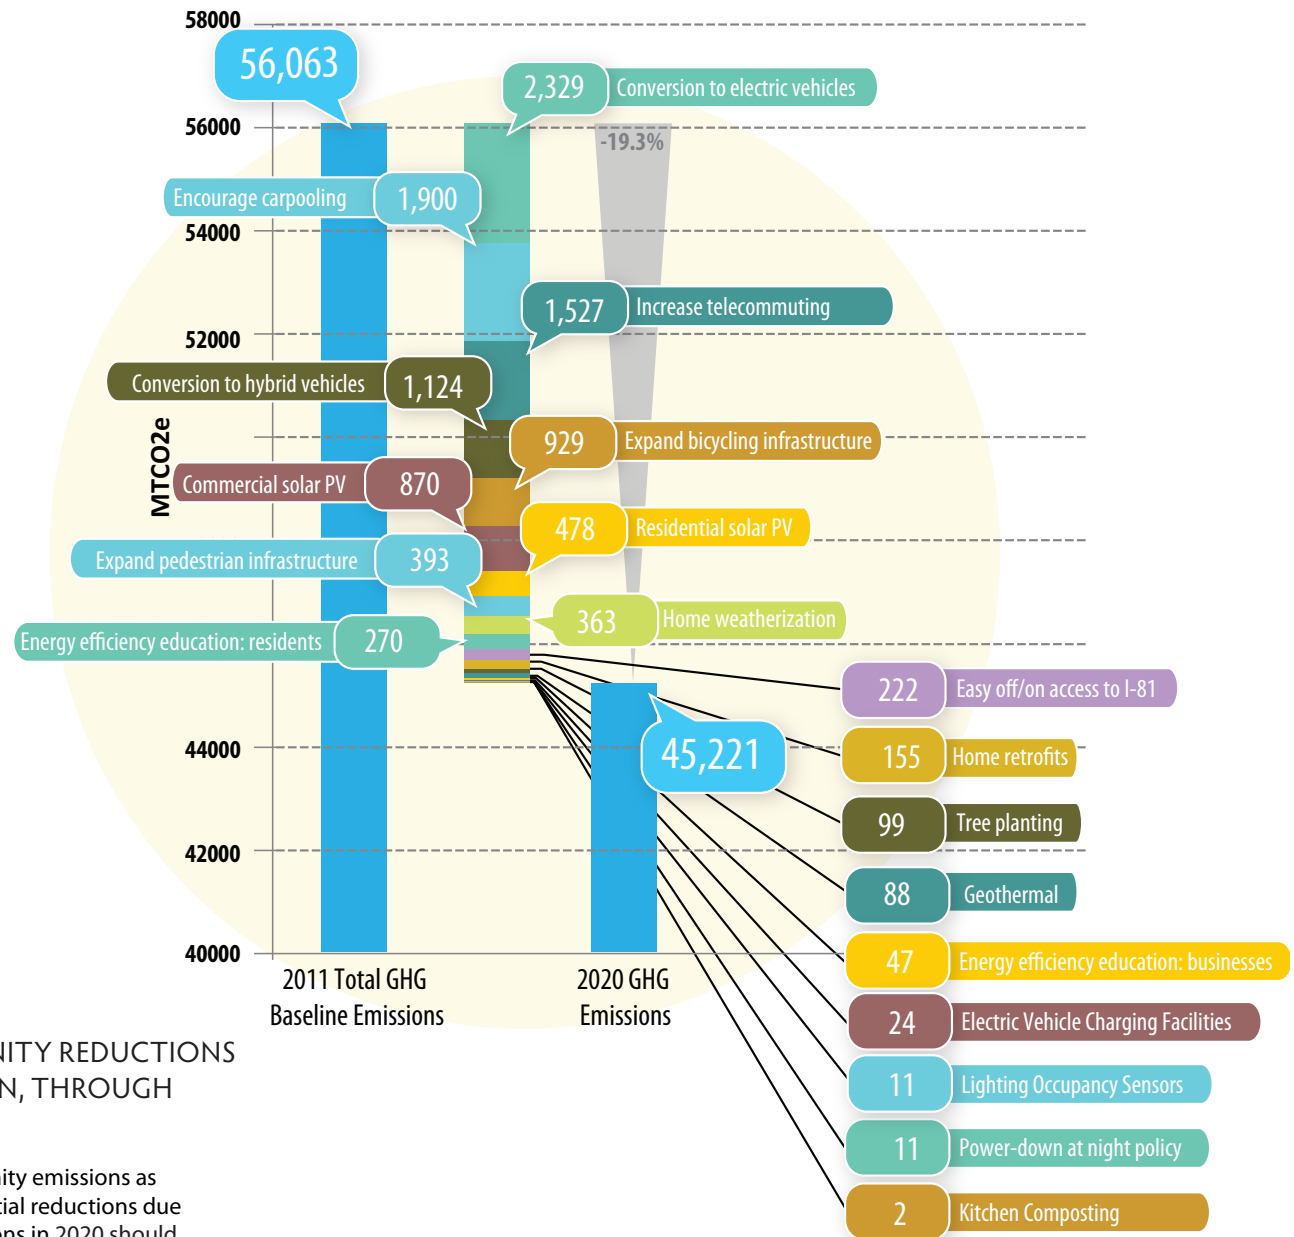 58000
56,063
2,329 Conversion to electric vehicles
56000
-19.3%
Encourage carpooling 1,900
54000
1,527 Increase telecommuting
52000
Conversion to hybrid vehicles 1,124
MTCO2e
929 Expand bicycling infrastructure
Commercial solar PV 870
478 Residential solar PV
Expand pedestrian infrastructure 393
363 Home weatherization
Energy efficiency education: residents 270
222 Easy off/on access to I-81
44000
45,221
155 Home retrofits
99 Tree planting
42000
88 Geothermal
40000
47 Energy efficiency education: businesses
2011 Total GHG
Baseline Emissions
2020 GHG
Emissions
24 Electric Vehicle Charging Facilities
11 Lighting Occupancy Sensors
11 Power-down at night policy
2 Kitchen Composting
NITY REDUCTIONS
N, THROUGH
nity emissions as
tial reductions due
ons in 2020 should